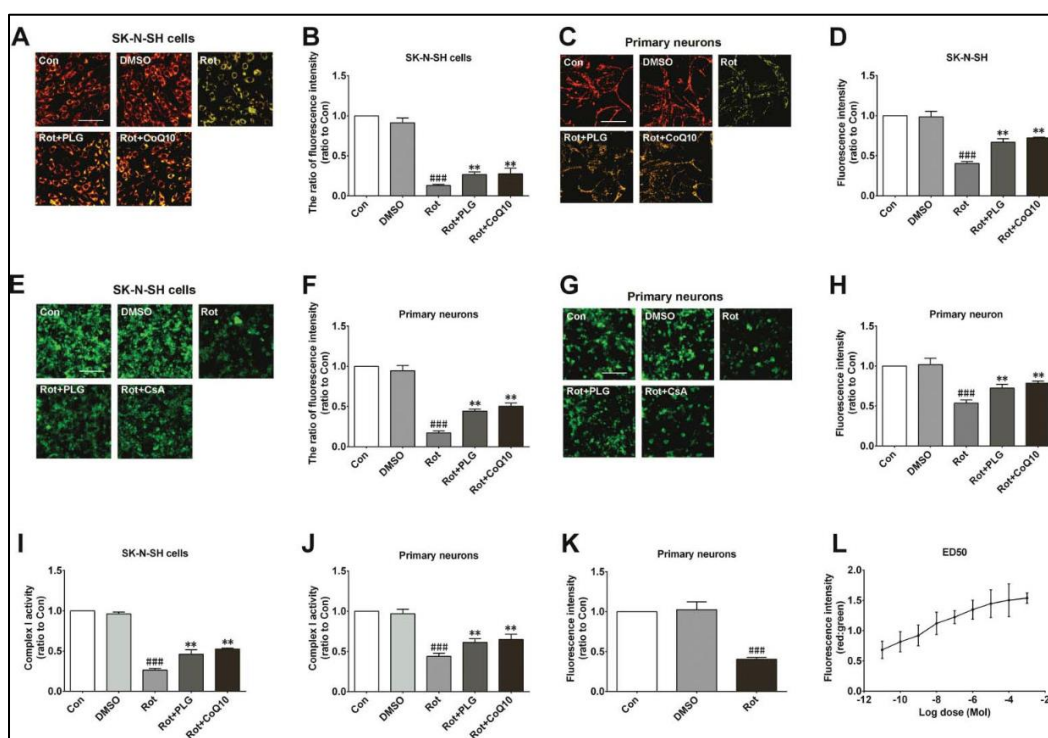 A
SK-N-SH cells
Con
DMSO
Rot
Rot+PLG
Rot+CoQ10
B
SK-N-SH cells
The ratio of fluorescence intensity
(ratio to Con)
1.5
1.0
0.5
0.0
###
**
**
Con
DMSO
Rot
Rot+PLG
Rot+CoQ10
C
Primary neurons
Con
DMSO
Rot
Rot+PLG
Rot+CoQ10
D
SK-N-SH
Fluorescence intensity
(ratio to Con)
1.5
1.0
0.5
0.0
###
**
**
Con
DMSO
Rot
Rot+PLG
Rot+CoQ10
E
SK-N-SH cells
Con
DMSO
Rot
Rot+PLG
Rot+CsA
F
Primary neurons
The ratio of fluorescence intensity
(ratio to Con)
1.5
1.0
0.5
0.0
###
**
**
Con
DMSO
Rot
Rot+PLG
Rot+CoQ10
G
Primary neurons
Con
DMSO
Rot
Rot+PLG
Rot+CsA
H
Primary neuron
Fluorescence intensity
(ratio to Con)
1.5
1.0
0.5
0.0
###
**
**
Con
DMSO
Rot
Rot+PLG
Rot+CoQ10
I
SK-N-SH cells
Complex I activity
(ratio to Con)
1.5
1.0
0.5
0.0
###
**
**
Con
DMSO
Rot
Rot+PLG
Rot+CoQ10
J
Primary neurons
Complex I activity
(ratio to Con)
1.5
1.0
0.5
0.0
###
**
**
Con
DMSO
Rot
Rot+PLG
Rot+CoQ10
K
Primary neurons
Fluorescence intensity
(ratio to Con)
1.5
1.0
0.5
0.0
###
Con
DMSO
Rot
L
ED50
Fluorescence intensity
(red:green)
2.0
1.5
1.0
0.5
0.0
-12
-10
-8
-6
-4
-2
Log dose (Mol)